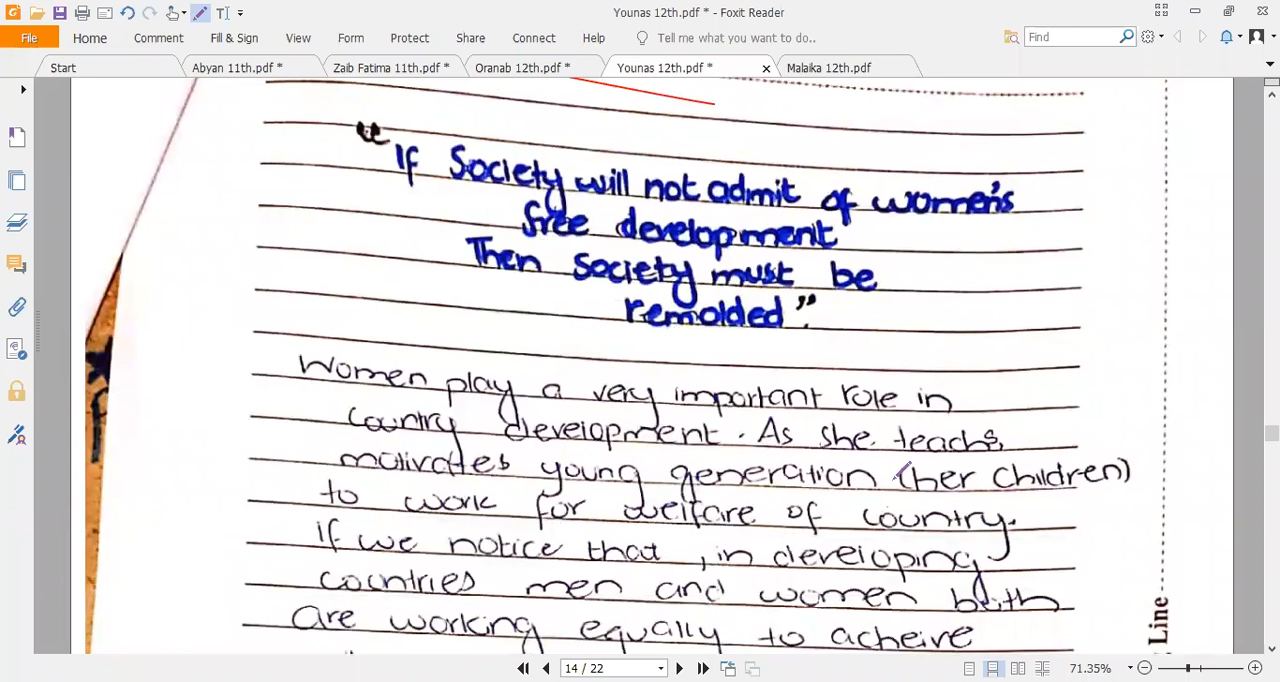 Younas 12th.pdf * - Foxit Reader
File Home Comment Fill & Sign View Form Protect Share Connect Help Tell me what you want to do.. Find
Start Abyan 11th.pdf * Zaib Fatima 11th.pdf * Oranab 12th.pdf * Younas 12th.pdf * Malaika 12th.pdf
"If Society will not admit of women's
free development
Then society must be
remolded".
Women play a very important role in
country development. As she teachs,
motivates young generation (her children)
to work for welfare of country.
If we notice that, in developing
countries men and women both
are working equally to acheive
Line
14 / 22
71.35%